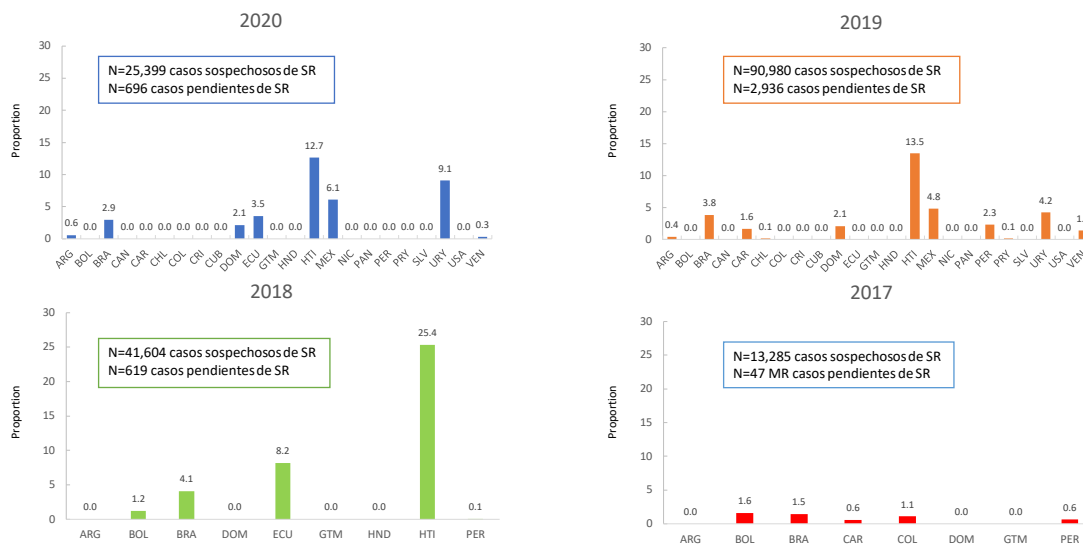 2020
Proportion
30
25
20
15
10
5
0
N=25,399 casos sospechosos de SR
N=696 casos pendientes de SR
0.6 0.0 2.9 0.0 0.0 0.0 0.0 0.0 0.0 2.1 3.5 0.0 0.0 12.7 6.1 0.0 0.0 0.0 0.0 0.0 9.1 0.0 0.3
ARG BOL BRA CAN CAR CHL COL CRI CUB DOM ECU GTM HND HTI MEX NIC PAN PER PRY SLV URY USA VEN
2019
Proportion
30
25
20
15
10
5
0
N=90,980 casos sospechosos de SR
N=2,936 casos pendientes de SR
0.4 0.0 3.8 0.0 1.6 0.1 0.0 0.0 0.0 2.1 0.0 0.0 0.0 13.5 4.8 0.0 0.0 2.3 0.1 0.0 4.2 0.0
ARG BOL BRA CAN CAR CHL COL CRI CUB DOM ECU GTM HND HTI MEX NIC PAN PER PRY SLV URY USA VEN
2018
Proportion
30
25
20
15
10
5
0
N=41,604 casos sospechosos de SR
N=619 casos pendientes de SR
0.0 1.2 4.1 0.0 8.2 0.0 0.0 25.4 0.1
ARG BOL BRA DOM ECU GTM HND HTI PER
2017
Proportion
30
25
20
15
10
5
0
N=13,285 casos sospechosos de SR
N=47 MR casos pendientes de SR
0.0 1.6 1.5 0.6 1.1 0.0 0.0 0.6
ARG BOL BRA CAR COL DOM GTM PER